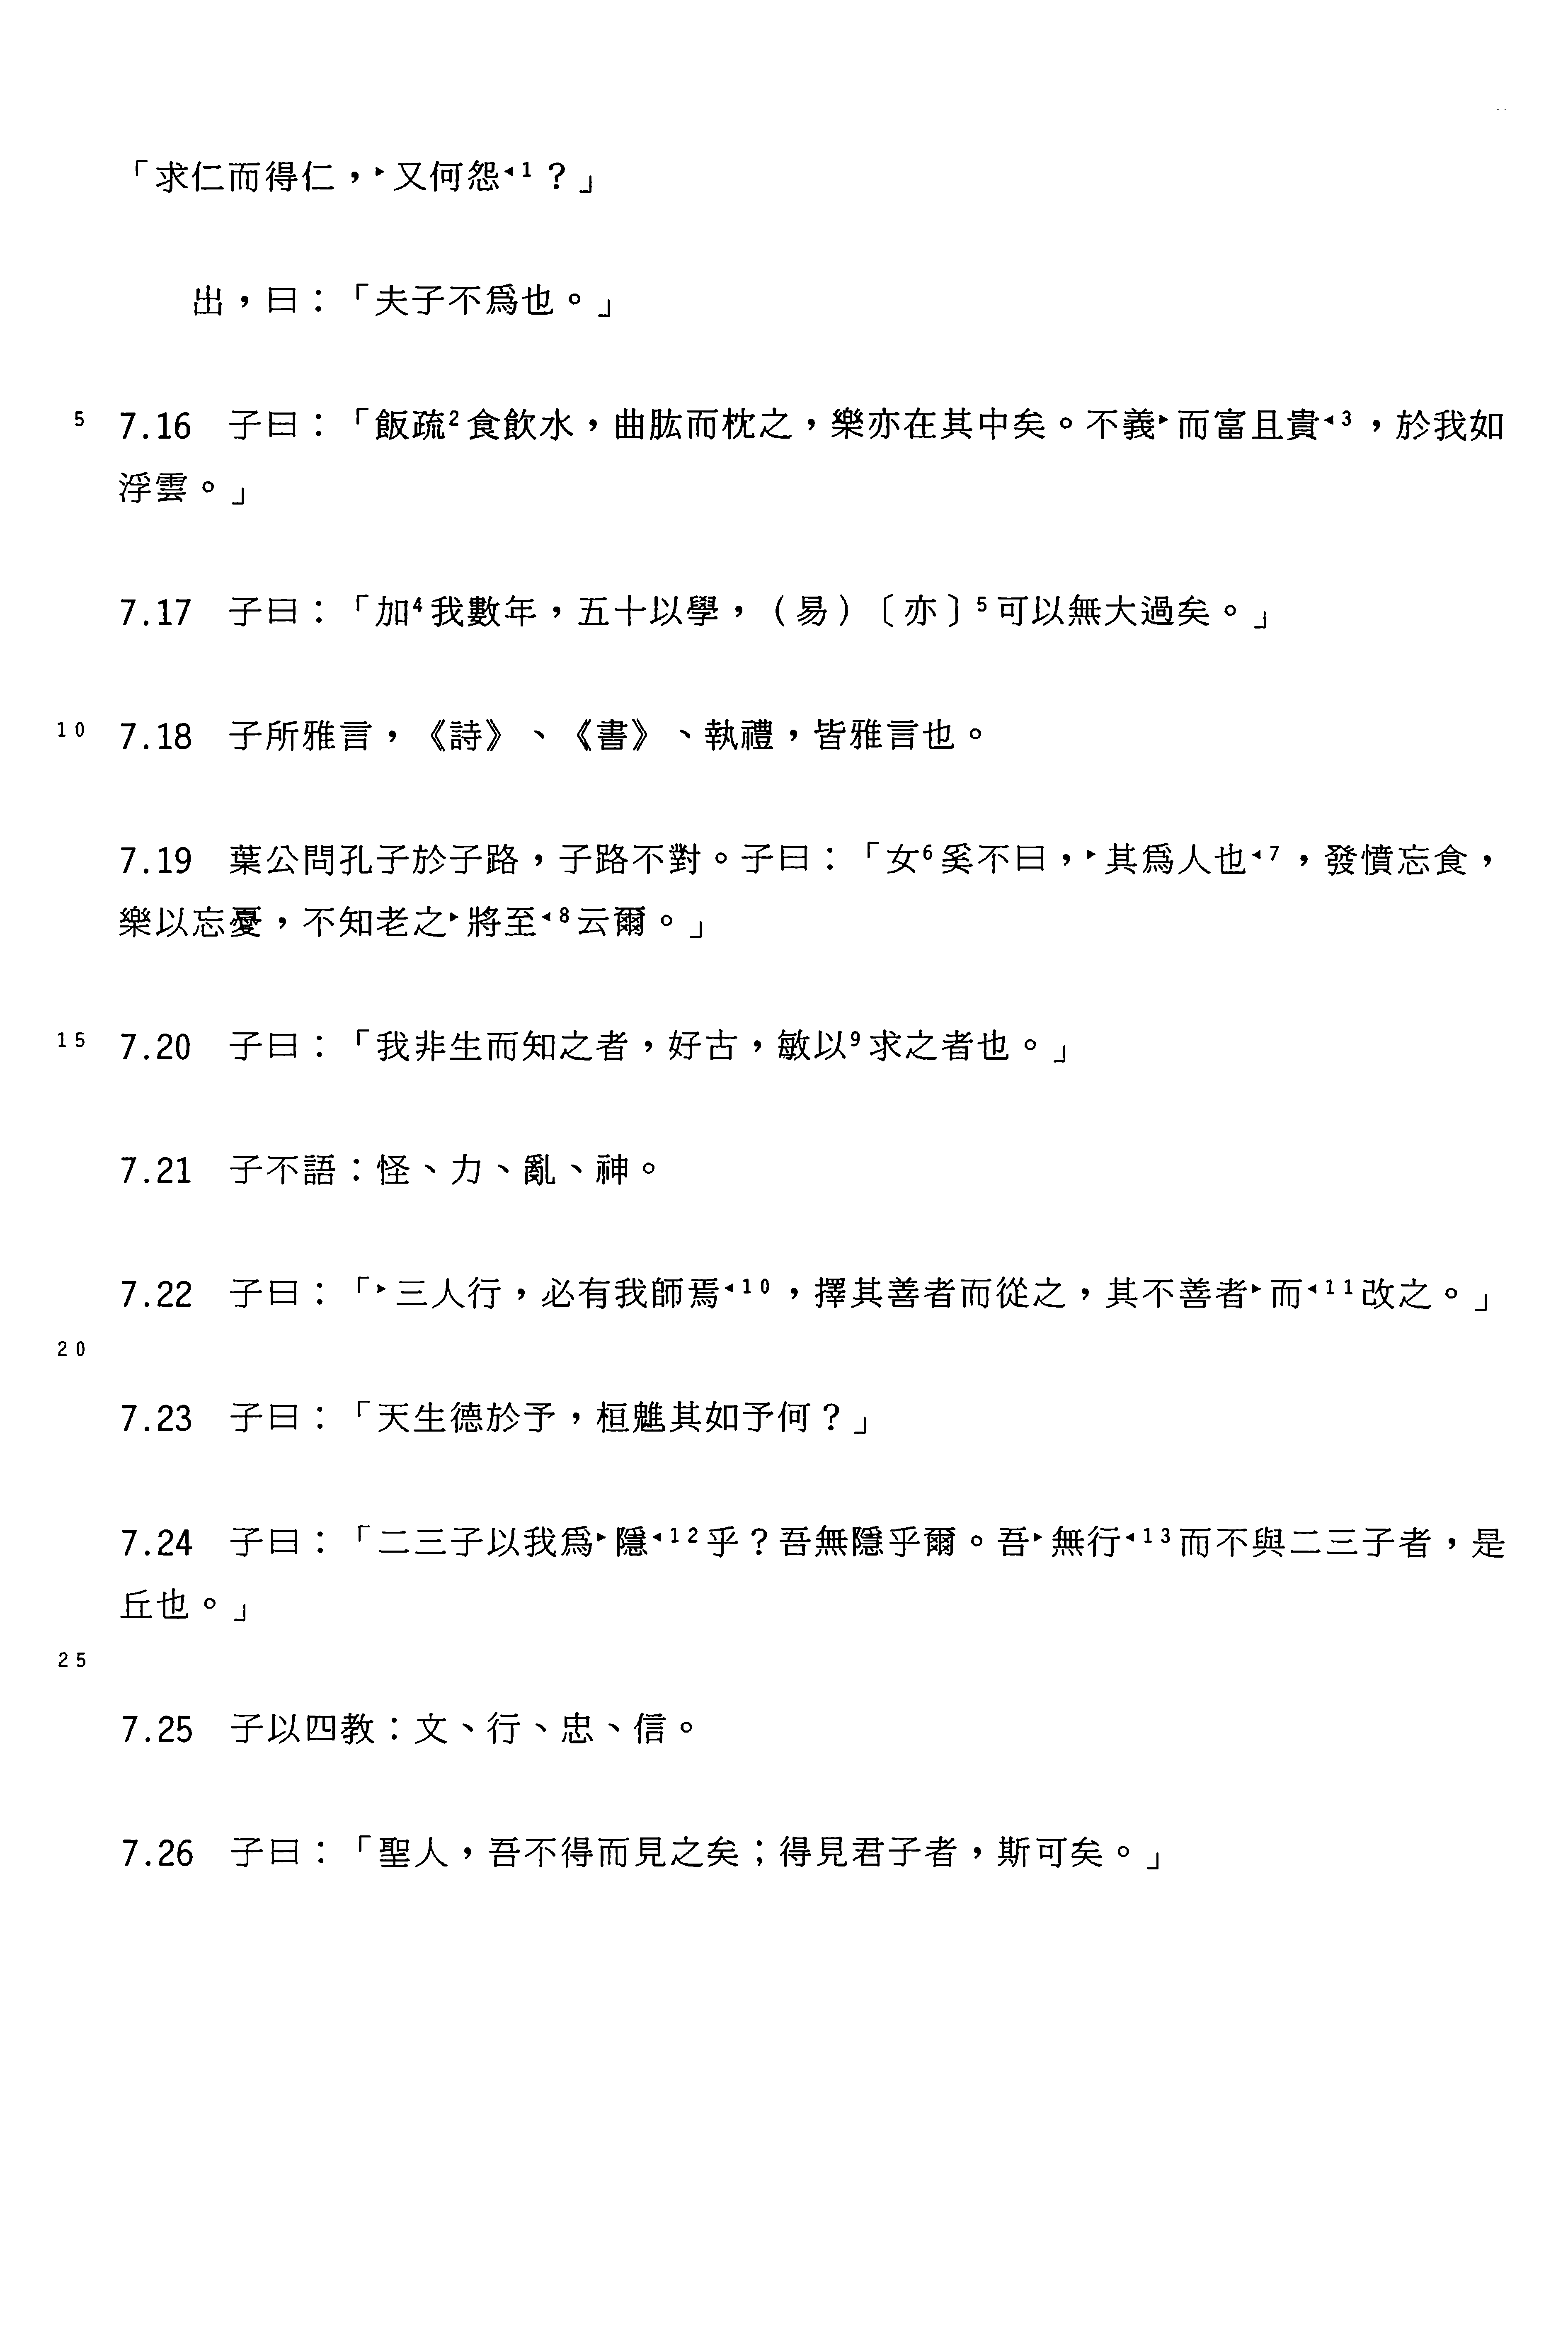 「求仁而得仁，▸又何怨◂1？」
出，曰：「夫子不爲也。」
5 7.16 子曰：「飯疏2食飲水，曲肱而枕之，樂亦在其中矣。不義▸而富且貴◂3，於我如
浮雲。」
7.17 子曰：「加4我數年，五十以學，（易）〔亦〕5可以無大過矣。」
10 7.18 子所雅言，《詩》、《書》、執禮，皆雅言也。
7.19 葉公問孔子於子路，子路不對。子曰：「女6奚不曰，▸其爲人也◂7，發憤忘食，
樂以忘憂，不知老之▸將至◂8云爾。」
15 7.20 子曰：「我非生而知之者，好古，敏以9求之者也。」
7.21 子不語：怪、力、亂、神。
7.22 子曰：「▸三人行，必有我師焉◂10，擇其善者而從之，其不善者▸而◂11改之。」
20
7.23 子曰：「天生德於予，桓魋其如予何？」
7.24 子曰：「二三子以我爲▸隱◂12乎？吾無隱乎爾。吾▸無行◂13而不與二三子者，是
丘也。」
25
7.25 子以四教：文、行、忠、信。
7.26 子曰：「聖人，吾不得而見之矣；得見君子者，斯可矣。」